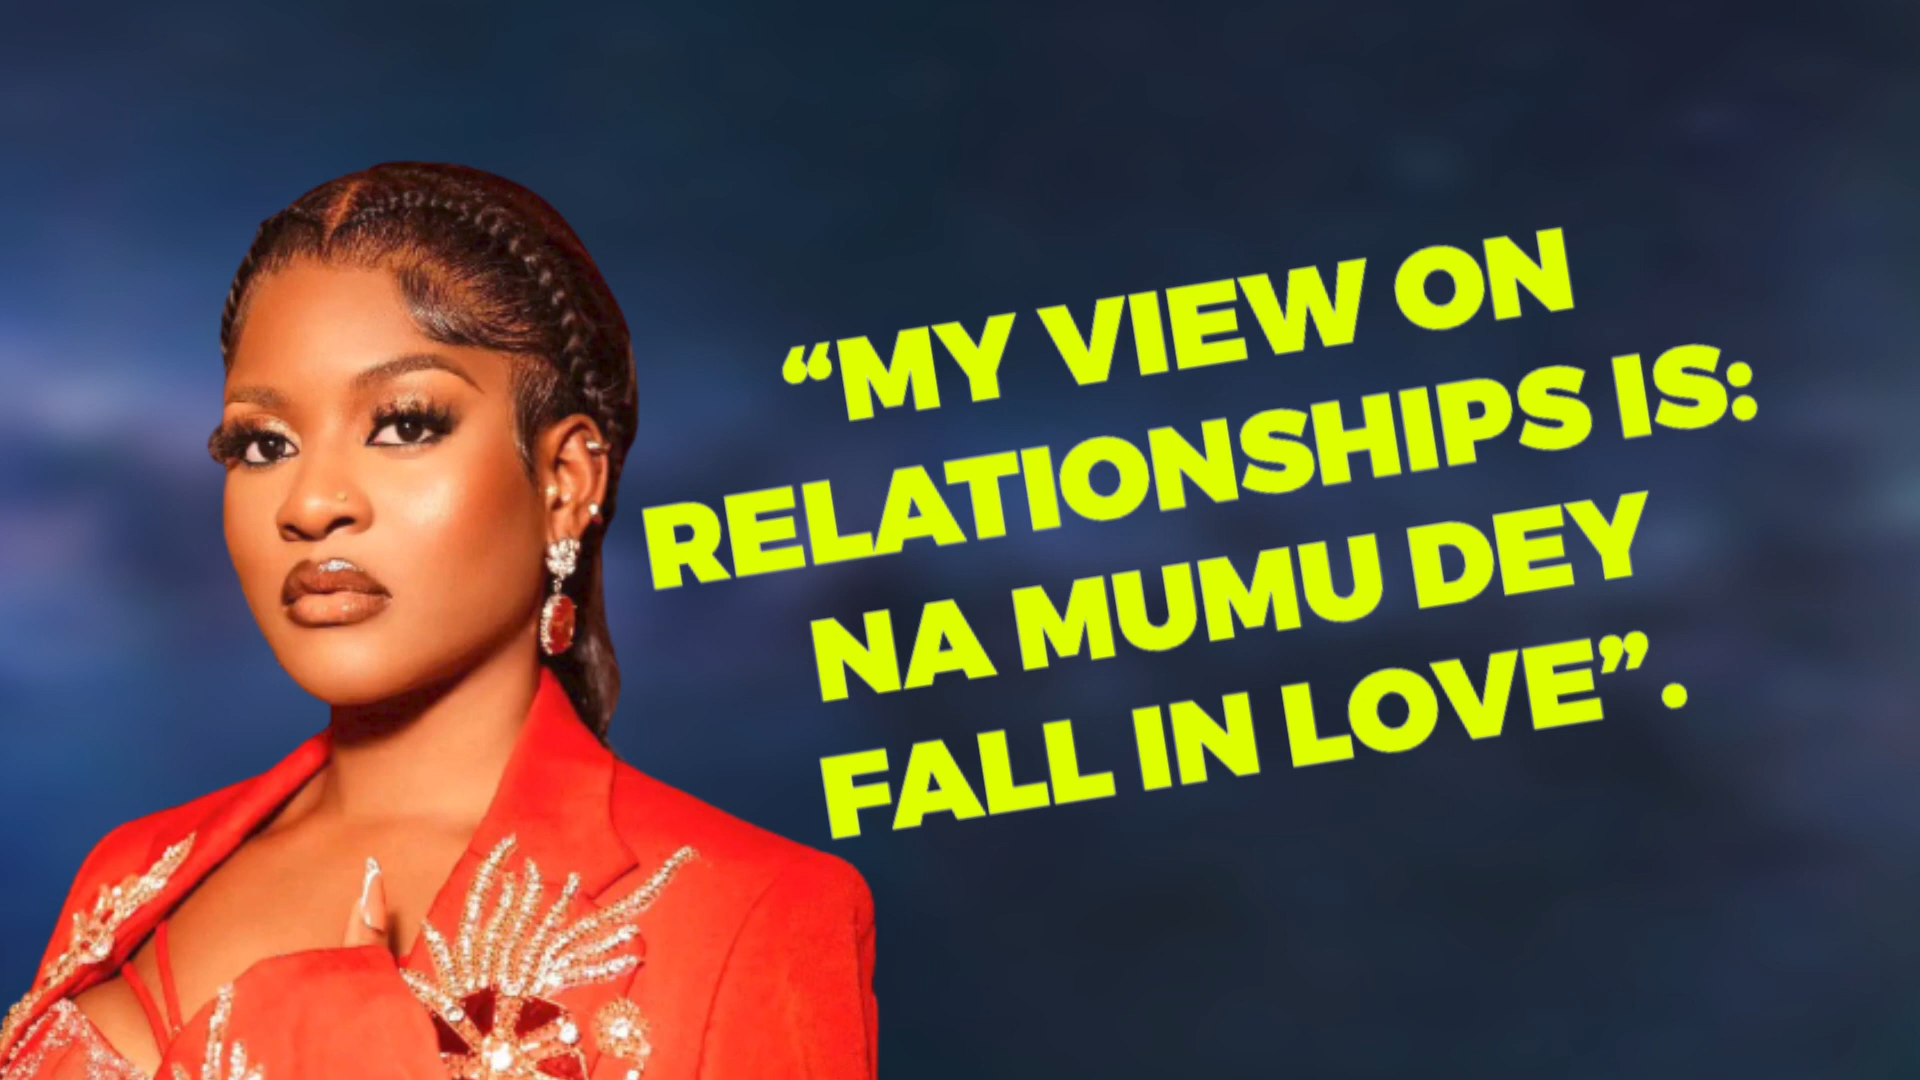 “MY VIEW ON
RELATIONSHIPS IS:
NA MUMU DEY
FALL IN LOVE”.